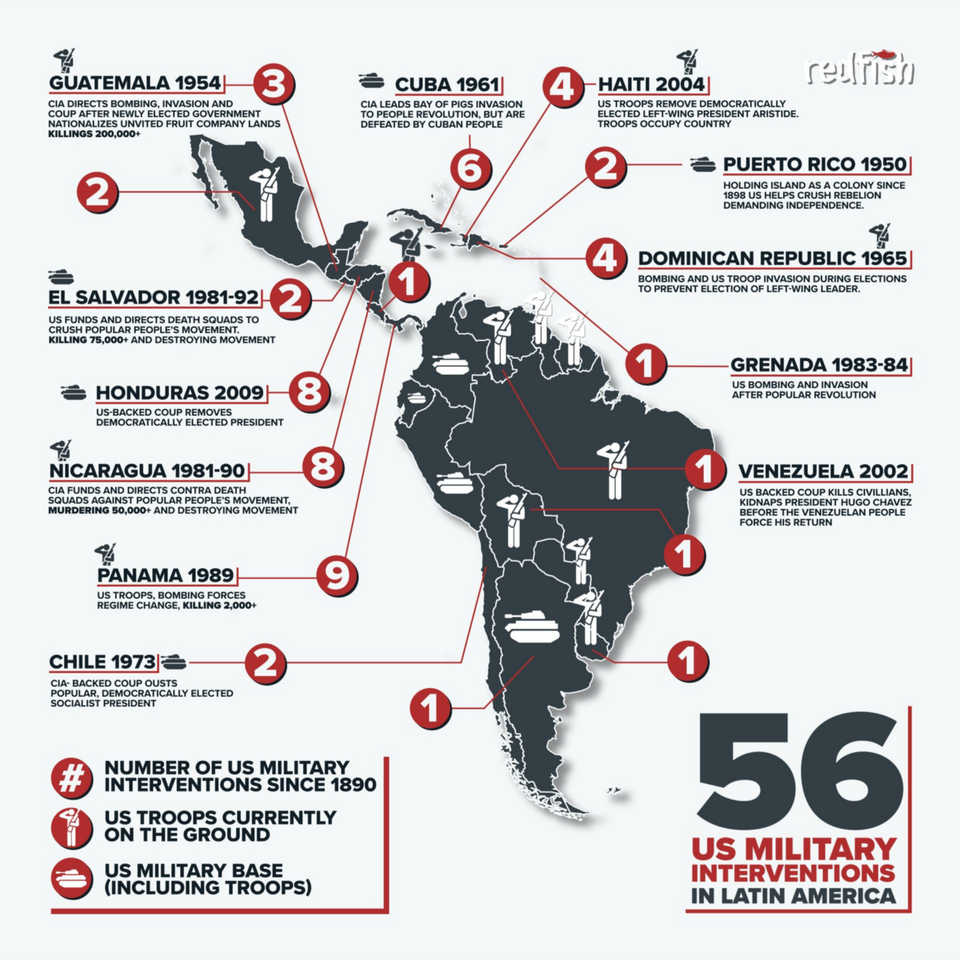 redfish
GUATEMALA 1954
3
CIA DIRECTS BOMBING, INVASION AND
COUP AFTER NEWLY ELECTED GOVERNMENT
NATIONALIZES UNVITED FRUIT COMPANY LANDS
KILLINGS 200,000+
CUBA 1961
CIA LEADS BAY OF PIGS INVASION
TO PEOPLE REVOLUTION, BUT ARE
DEFEATED BY CUBAN PEOPLE
6
4
HAITI 2004
US TROOPS REMOVE DEMOCRATICALLY
ELECTED LEFT-WING PRESIDENT ARISTIDE.
TROOPS OCCUPY COUNTRY
2
PUERTO RICO 1950
HOLDING ISLAND AS A COLONY SINCE
1898 US HELPS CRUSH REBELION
DEMANDING INDEPENDENCE.
2
4
DOMINICAN REPUBLIC 1965
BOMBING AND US TROOP INVASION DURING ELECTIONS
TO PREVENT ELECTION OF LEFT-WING LEADER.
1
EL SALVADOR 1981-92
2
US FUNDS AND DIRECTS DEATH SQUADS TO
CRUSH POPULAR PEOPLE'S MOVEMENT.
KILLING 75,000+ AND DESTROYING MOVEMENT
1
GRENADA 1983-84
US BOMBING AND INVASION
AFTER POPULAR REVOLUTION
HONDURAS 2009
8
US-BACKED COUP REMOVES
DEMOCRATICALLY ELECTED PRESIDENT
NICARAGUA 1981-90
8
CIA FUNDS AND DIRECTS CONTRA DEATH
SQUADS AGAINST POPULAR PEOPLE'S MOVEMENT,
MURDERING 50,000+ AND DESTROYING MOVEMENT
1
VENEZUELA 2002
US BACKED COUP KILLS CIVILLIANS,
KIDNAPS PRESIDENT HUGO CHAVEZ
BEFORE THE VENEZUELAN PEOPLE
FORCE HIS RETURN
1
PANAMA 1989
9
US TROOPS, BOMBING FORCES
REGIME CHANGE, KILLING 2,000+
CHILE 1973
2
CIA- BACKED COUP OUSTS
POPULAR, DEMOCRATICALLY ELECTED
SOCIALIST PRESIDENT
1
1
# NUMBER OF US MILITARY
INTERVENTIONS SINCE 1890
US TROOPS CURRENTLY
ON THE GROUND
US MILITARY BASE
(INCLUDING TROOPS)
56
US MILITARY
INTERVENTIONS
IN LATIN AMERICA